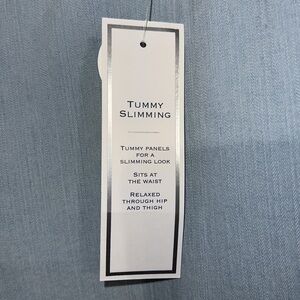 TUMMY
SLIMMING
TUMMY PANELS
FOR A
SLIMMING LOOK
SITS AT
THE WAIST
RELAXED
THROUGH HIP
AND THIGH